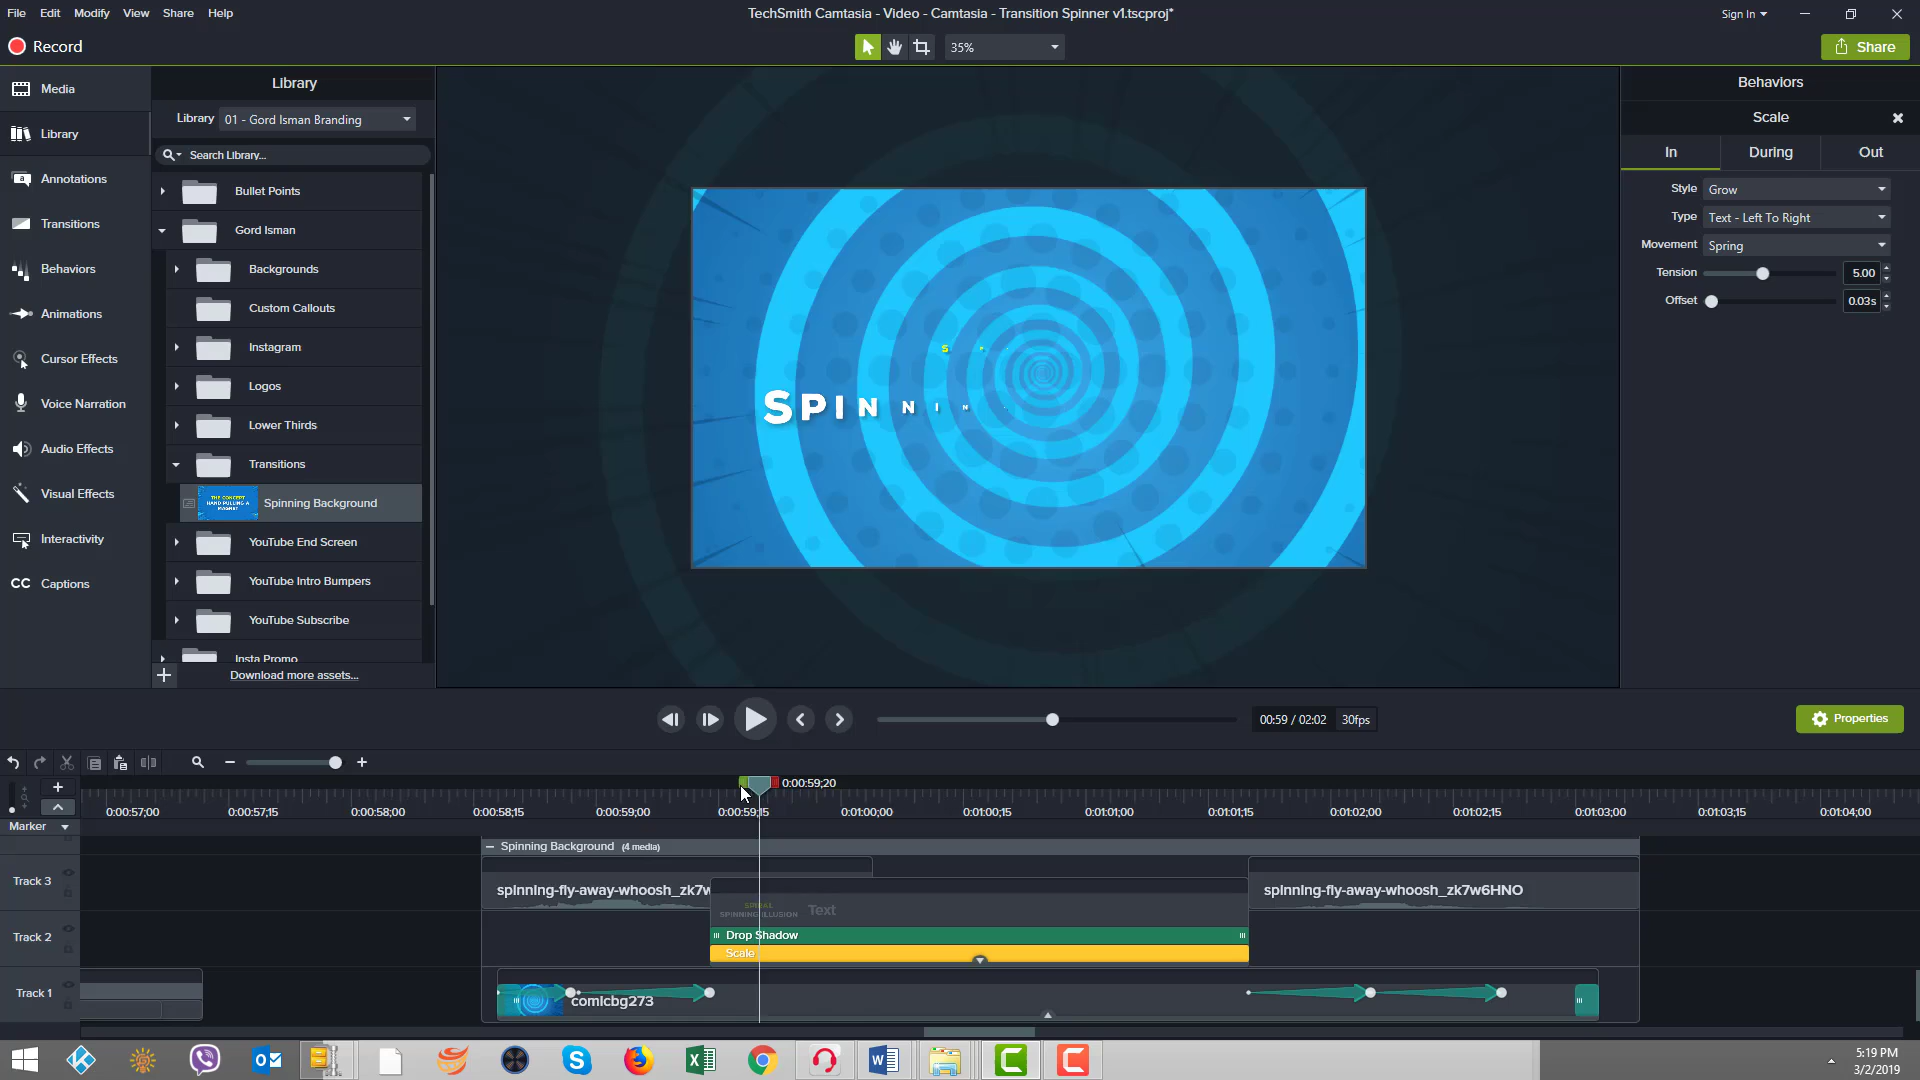 File Edit Modify View Share Help
TechSmith Camtasia - Video - Camtasia - Transition Spinner v1.tscproj*
Sign In
Record
35%
Share
Media
Library
Annotations
Transitions
Behaviors
Animations
Cursor Effects
Voice Narration
Audio Effects
Visual Effects
Interactivity
CC Captions
Library
Library 01 - Gord Isman Branding
Search Library...
Bullet Points
Gord Isman
Backgrounds
Custom Callouts
Instagram
Logos
Lower Thirds
Transitions
THE CONCEPT
HAND PULLING A
MAGNET
Spinning Background
YouTube End Screen
YouTube Intro Bumpers
YouTube Subscribe
Insta Promo
Download more assets...
S
SPINNIN
Behaviors
Scale
In During Out
Style Grow
Type Text - Left To Right
Movement Spring
Tension 5.00
Offset 0.03s
00:59 / 02:02 30fps
Properties
0:00:59;20
0:00:57;00 0:00:57;15 0:00:58;00 0:00:58;15 0:00:59;00 0:00:59;15 0:01:00;00 0:01:00;15 0:01:01;00 0:01:01;15 0:01:02;00 0:01:02;15 0:01:03;00 0:01:03;15 0:01:04;00
Marker
Spinning Background (4 media)
Track 3
spinning-fly-away-whoosh_zk7w
spinning-fly-away-whoosh_zk7w6HNO
SPIRAL
SPINNING ILLUSION
Text
Track 2
Drop Shadow
Scale
Track 1
comicbg273
5:19 PM
3/2/2019